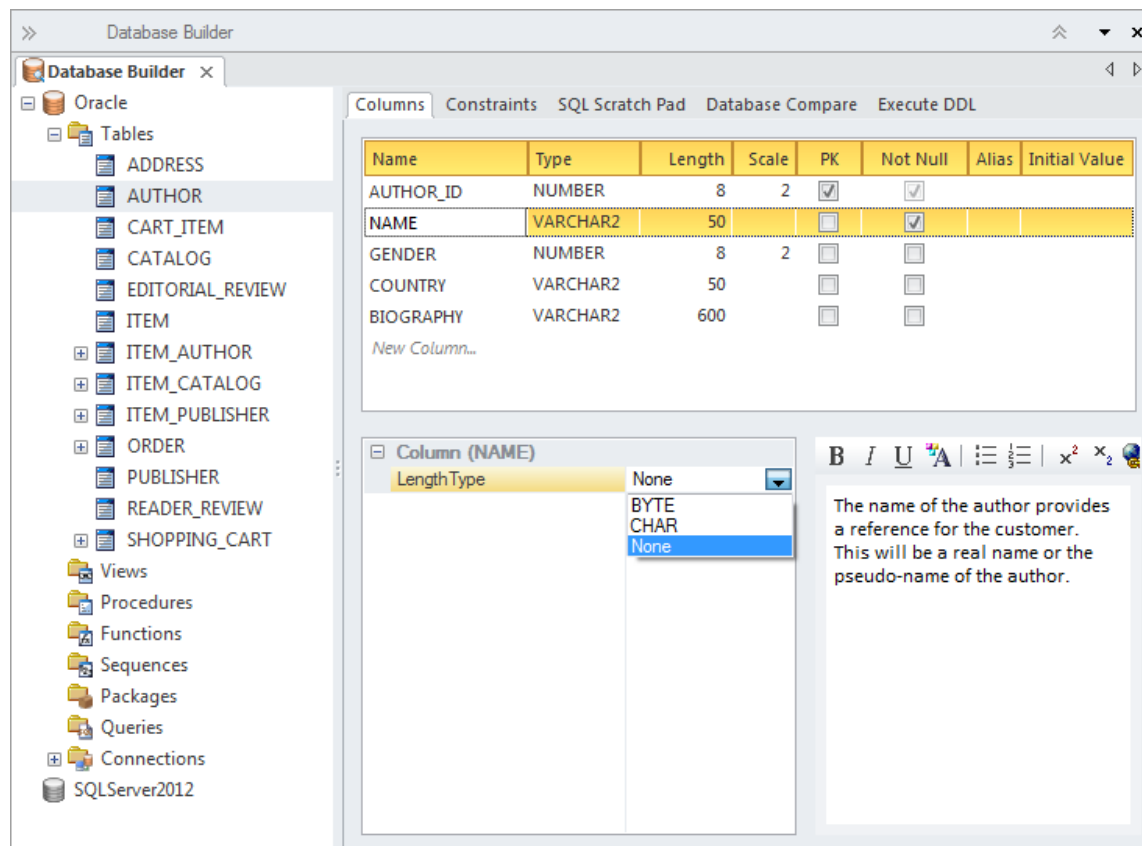 Database Builder
Database Builder
Oracle
Tables
ADDRESS
AUTHOR
CART_ITEM
CATALOG
EDITORIAL_REVIEW
ITEM
ITEM_AUTHOR
ITEM_CATALOG
ITEM_PUBLISHER
ORDER
PUBLISHER
READER_REVIEW
SHOPPING_CART
Views
Procedures
Functions
Sequences
Packages
Queries
Connections
SQLServer2012
Columns Constraints SQL Scratch Pad Database Compare Execute DDL
Name Type Length Scale PK Not Null Alias Initial Value
AUTHOR_ID NUMBER 8 2
NAME VARCHAR2 50
GENDER NUMBER 8 2
COUNTRY VARCHAR2 50
BIOGRAPHY VARCHAR2 600
New Column...
Column (NAME)
LengthType None
BYTE
CHAR
None
B I U A x² x₂
The name of the author provides
a reference for the customer.
This will be a real name or the
pseudo-name of the author.